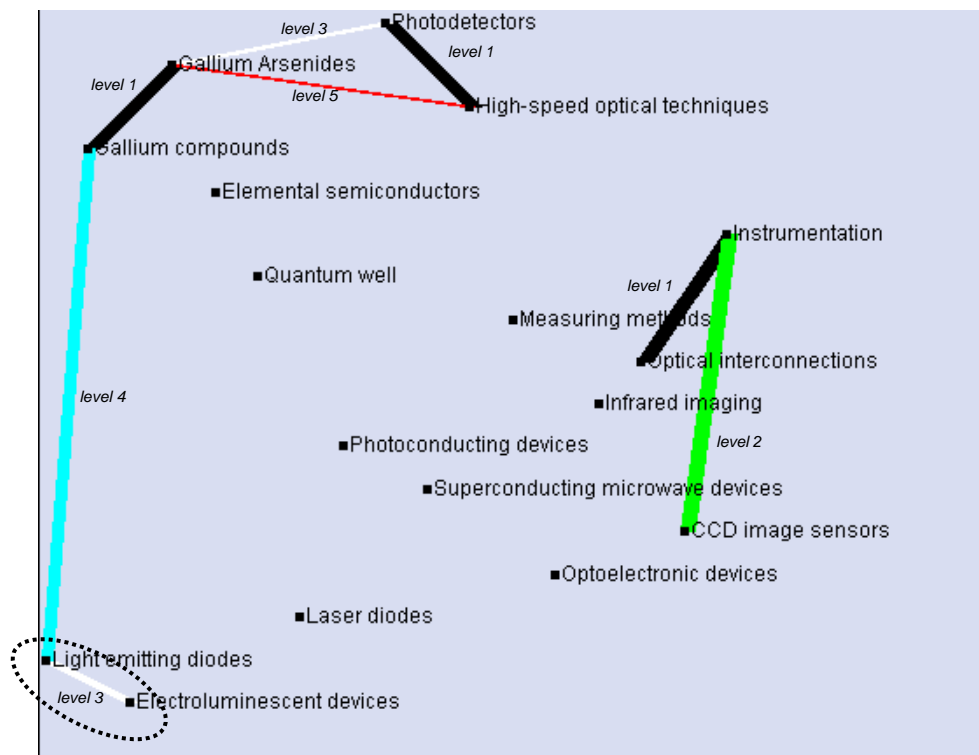 Photodetectors
level 3
level 1
Gallium Arsenides
level 1
level 5
High-speed optical techniques
Gallium compounds
Elemental semiconductors
Instrumentation
Quantum well
level 1
Measuring methods
Optical interconnections
level 4
Infrared imaging
level 2
Photoconducting devices
Superconducting microwave devices
CCD image sensors
Optoelectronic devices
Laser diodes
Light emitting diodes
level 3
Electroluminescent devices